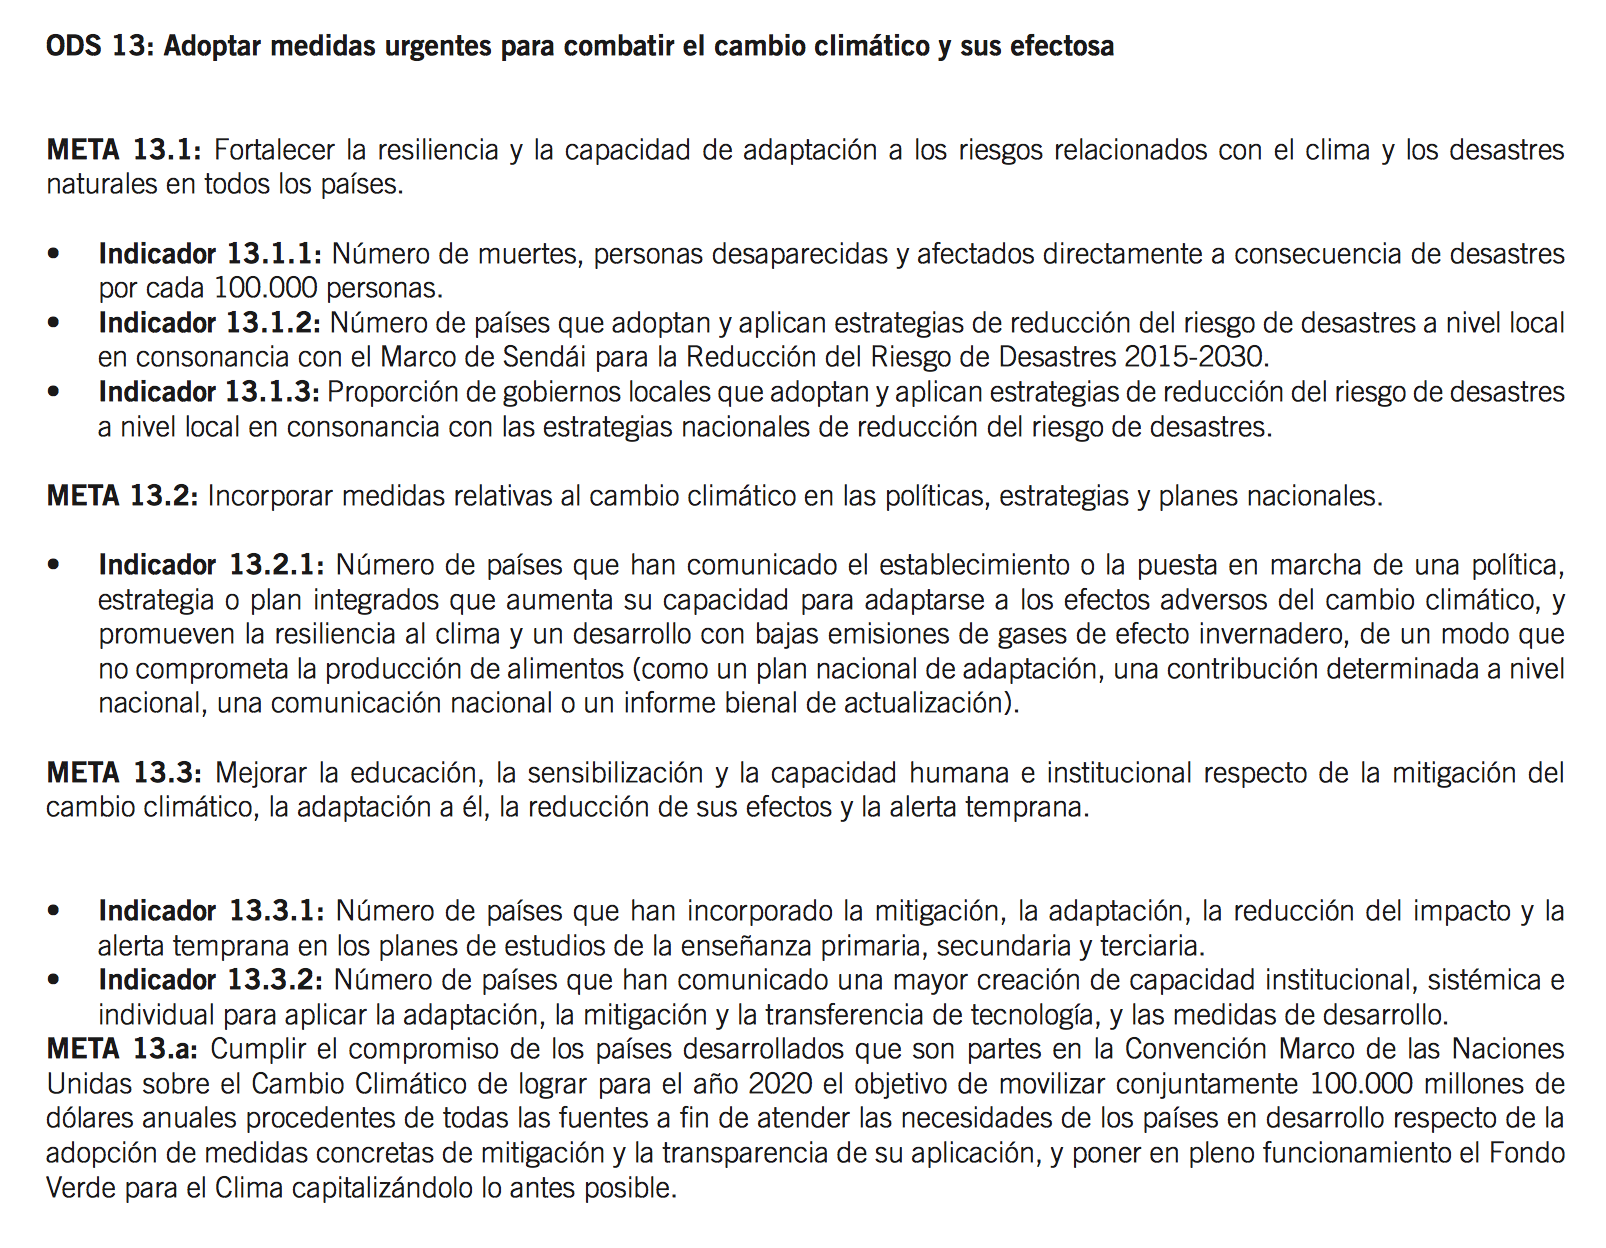 ODS 13: Adoptar medidas urgentes para combatir el cambio climático y sus efectosa
META 13.1: Fortalecer la resiliencia y la capacidad de adaptación a los riesgos relacionados con el clima y los desastres
naturales en todos los países.
• Indicador 13.1.1: Número de muertes, personas desaparecidas y afectados directamente a consecuencia de desastres
por cada 100.000 personas.
• Indicador 13.1.2: Número de países que adoptan y aplican estrategias de reducción del riesgo de desastres a nivel local
en consonancia con el Marco de Sendái para la Reducción del Riesgo de Desastres 2015-2030.
• Indicador 13.1.3: Proporción de gobiernos locales que adoptan y aplican estrategias de reducción del riesgo de desastres
a nivel local en consonancia con las estrategias nacionales de reducción del riesgo de desastres.
META 13.2: Incorporar medidas relativas al cambio climático en las políticas, estrategias y planes nacionales.
• Indicador 13.2.1: Número de países que han comunicado el establecimiento o la puesta en marcha de una política,
estrategia o plan integrados que aumenta su capacidad para adaptarse a los efectos adversos del cambio climático, y
promueven la resiliencia al clima y un desarrollo con bajas emisiones de gases de efecto invernadero, de un modo que
no comprometa la producción de alimentos (como un plan nacional de adaptación, una contribución determinada a nivel
nacional, una comunicación nacional o un informe bienal de actualización).
META 13.3: Mejorar la educación, la sensibilización y la capacidad humana e institucional respecto de la mitigación del
cambio climático, la adaptación a él, la reducción de sus efectos y la alerta temprana.
• Indicador 13.3.1: Número de países que han incorporado la mitigación, la adaptación, la reducción del impacto y la
alerta temprana en los planes de estudios de la enseñanza primaria, secundaria y terciaria.
• Indicador 13.3.2: Número de países que han comunicado una mayor creación de capacidad institucional, sistémica e
individual para aplicar la adaptación, la mitigación y la transferencia de tecnología, y las medidas de desarrollo.
META 13.a: Cumplir el compromiso de los países desarrollados que son partes en la Convención Marco de las Naciones
Unidas sobre el Cambio Climático de lograr para el año 2020 el objetivo de movilizar conjuntamente 100.000 millones de
dólares anuales procedentes de todas las fuentes a fin de atender las necesidades de los países en desarrollo respecto de la
adopción de medidas concretas de mitigación y la transparencia de su aplicación, y poner en pleno funcionamiento el Fondo
Verde para el Clima capitalizándolo lo antes posible.